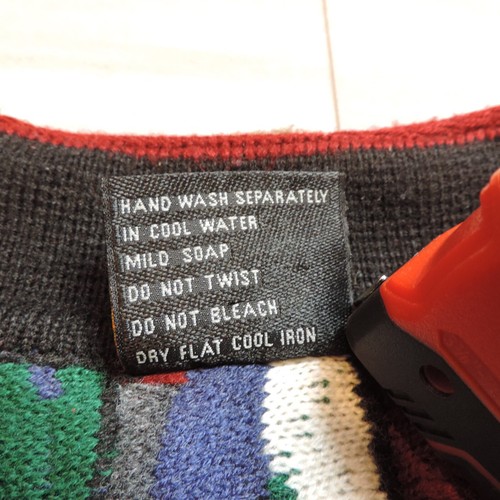 HAND WASH SEPARATELY
IN COOL WATER
MILD SOAP
DO NOT TWIST
DO NOT BLEACH
DRY FLAT COOL IRON